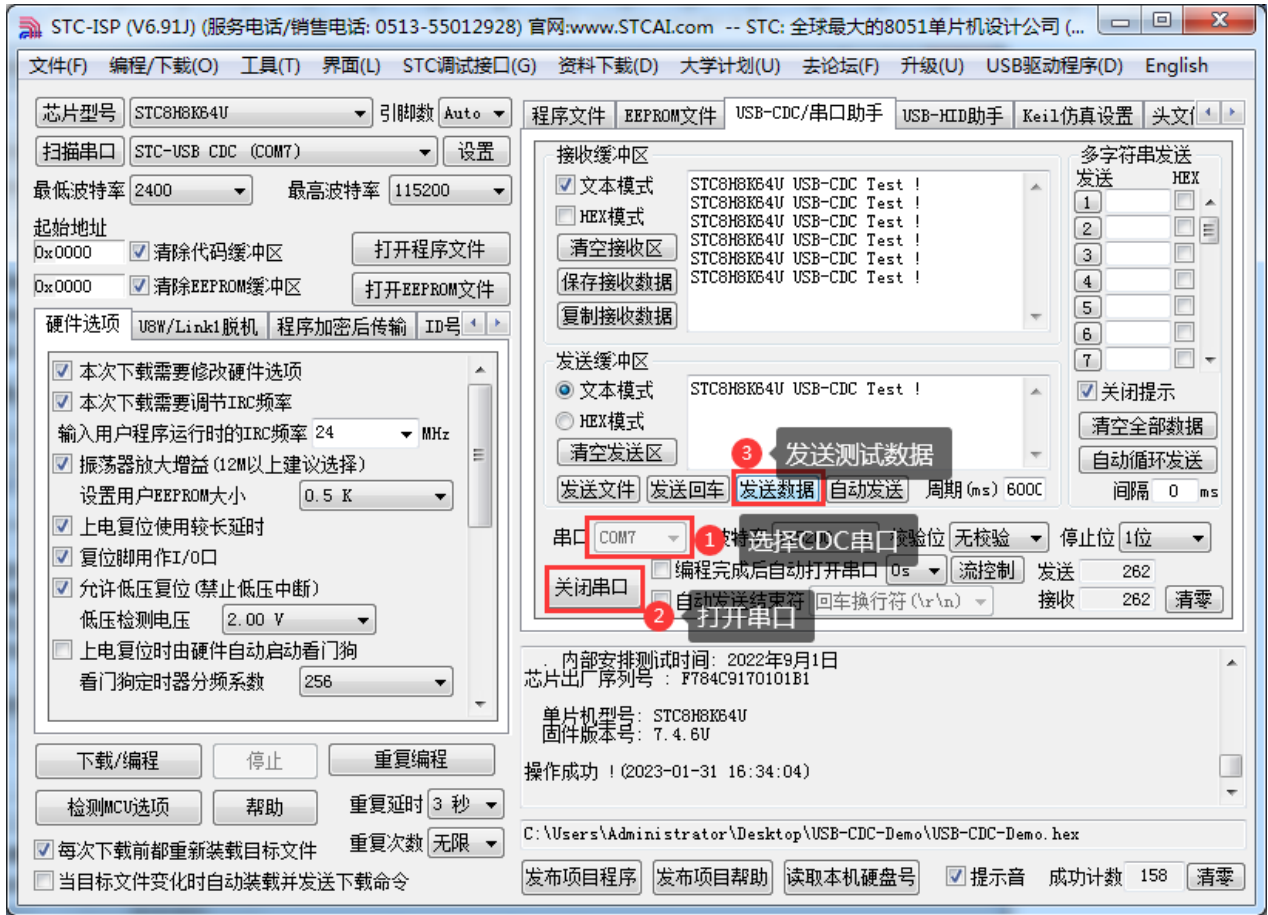 STC-ISP (V6.91J) (服务电话/销售电话: 0513-55012928) 官网:www.STCAI.com -- STC: 全球最大的8051单片机设计公司 (...
文件(F) 编程/下载(O) 工具(T) 界面(L) STC调试接口(G) 资料下载(D) 大学计划(U) 去论坛(F) 升级(U) USB驱动程序(D) English
芯片型号 STC8H8K64U 引脚数 Auto
扫描串口 STC-USB CDC (COM7) 设置
最低波特率 2400 最高波特率 115200
起始地址
0x0000 清除代码缓冲区 打开程序文件
0x0000 清除EEPROM缓冲区 打开EEPROM文件
硬件选项 U8W/Link1脱机 程序加密后传输 ID号
本次下载需要修改硬件选项
本次下载需要调节IRC频率
输入用户程序运行时的IRC频率 24 MHz
振荡器放大增益(12M以上建议选择)
设置用户EEPROM大小 0.5 K
上电复位使用较长延时
复位脚用作I/O口
允许低压复位(禁止低压中断)
低压检测电压 2.00 V
上电复位时由硬件自动启动看门狗
看门狗定时器分频系数 256
下载/编程 停止 重复编程
检测MCU选项 帮助 重复延时 3 秒
重复次数 无限
每次下载前都重新装载目标文件
当目标文件变化时自动装载并发送下载命令
程序文件 EEPROM文件 USB-CDC/串口助手 USB-HID助手 Keil仿真设置 头文
接收缓冲区
文本模式
HEX模式
清空接收区
保存接收数据
复制接收数据
STC8H8K64U USB-CDC Test !
STC8H8K64U USB-CDC Test !
STC8H8K64U USB-CDC Test !
STC8H8K64U USB-CDC Test !
STC8H8K64U USB-CDC Test !
STC8H8K64U USB-CDC Test !
多字符串发送
发送 HEX
1
2
3
4
5
6
7
关闭提示
清空全部数据
自动循环发送
间隔 0 ms
发送缓冲区
文本模式
HEX模式
清空发送区
STC8H8K64U USB-CDC Test !
3 发送测试数据
发送文件 发送回车 发送数据 自动发送 周期(ms) 6000
串口 COM7 1 选择CDC串口 校验位 无校验 停止位 1位
关闭串口 编程完成后自动打开串口 0s 流控制 发送 262
自动发送结束符 回车换行符(\r\n) 接收 262 清零
2 打开串口
. 内部安排测试时间: 2022年9月1日
芯片出厂序列号 : F784C9170101B1
单片机型号: STC8H8K64U
固件版本号: 7.4.6U
操作成功 !(2023-01-31 16:34:04)
C:\Users\Administrator\Desktop\USB-CDC-Demo\USB-CDC-Demo.hex
发布项目程序 发布项目帮助 读取本机硬盘号 提示音 成功计数 158 清零